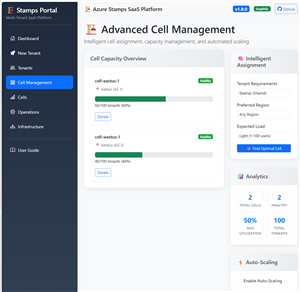 Stamps Portal
Multi-Tenant SaaS Platform
Dashboard
New Tenant
Tenants
Cell Management
Cells
Operations
Infrastructure
User Guide
Azure Stamps SaaS Platform
GraphQL
GitHub
Advanced Cell Management
Intelligent cell assignment, capacity management, and automated scaling
Cell Capacity Overview
cell-eastus-1
healthy
eastus (AZ 1)
60/100 tenants (60%)
Details
cell-westus-1
healthy
westus (AZ 2)
40/100 tenants (40%)
Details
Intelligent Assignment
Tenant Requirements
Startup (Shared)
Preferred Region
Any Region
Expected Load
Light (1-100 users)
Find Optimal Cell
Analytics
2
TOTAL CELLS
2
HEALTHY
50%
AVG UTILIZATION
100
TOTAL TENANTS
Auto-Scaling
Enable Auto-Scaling